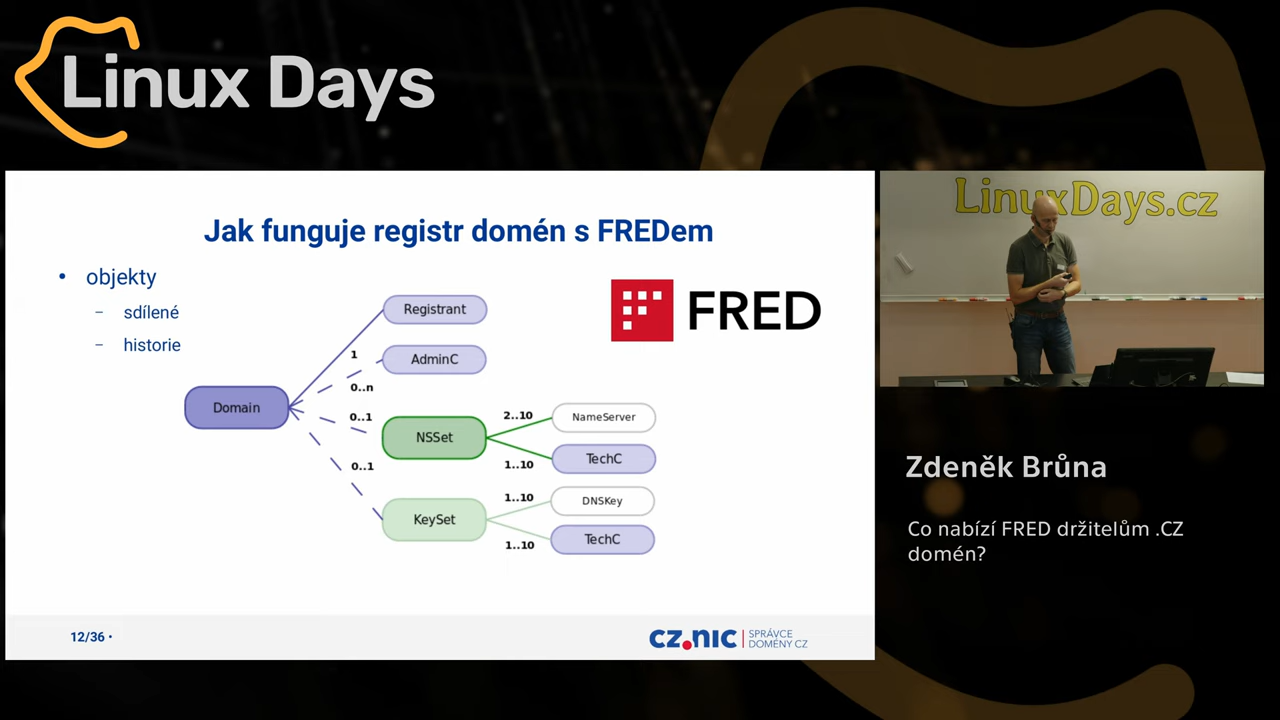 Linux Days
Jak funguje registr domén s FREDem
• objekty
– sdílené
– historie
FRED
Registrant
1
AdminC
0..n
Domain
0..1
NSSet
2..10
NameServer
1..10
TechC
0..1
KeySet
1..10
DNSKey
1..10
TechC
12/36 •
cz.nic
SPRÁVCE
DOMÉNY CZ
LinuxDays.cz
Zdeněk Brůna
Co nabízí FRED držitelům .CZ
domén?